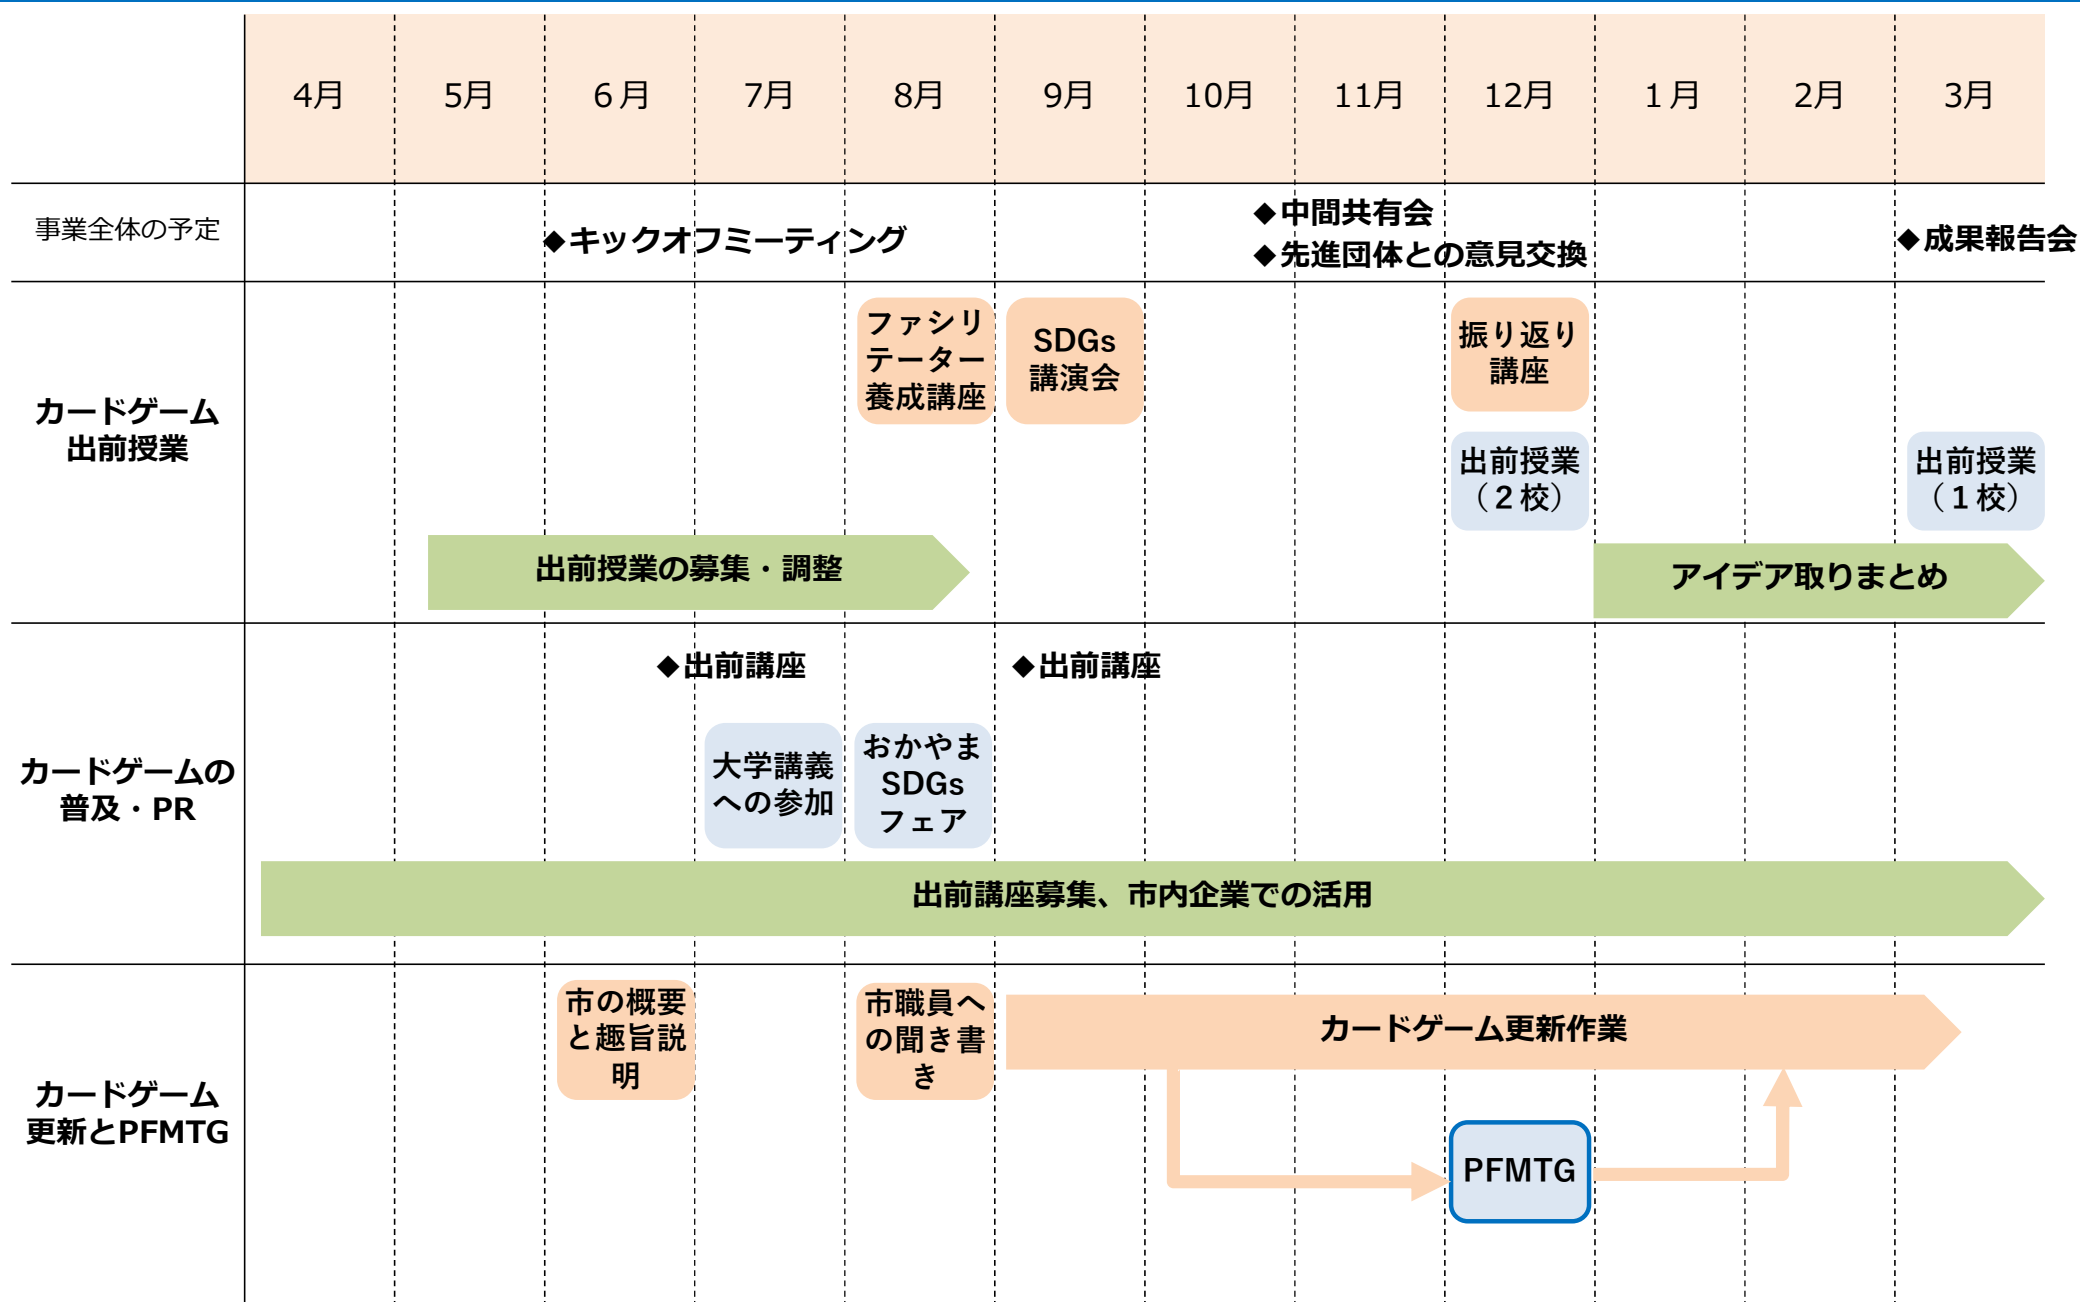 4月 5月 6月 7月 8月 9月 10月 11月 12月 1月 2月 3月
事業全体の予定
◆キックオフミーティング
◆中間共有会
◆先進団体との意見交換
◆成果報告会
カードゲーム
出前授業
ファシリ
テーター
養成講座
SDGs
講演会
振り返り
講座
出前授業
（２校）
出前授業
（１校）
出前授業の募集・調整
アイデア取りまとめ
カードゲームの
普及・PR
◆出前講座
◆出前講座
大学講義
への参加
おかやま
SDGs
フェア
出前講座募集、市内企業での活用
カードゲーム
更新とPFMTG
市の概要
と趣旨説
明
市職員へ
の聞き書
き
カードゲーム更新作業
PFMTG